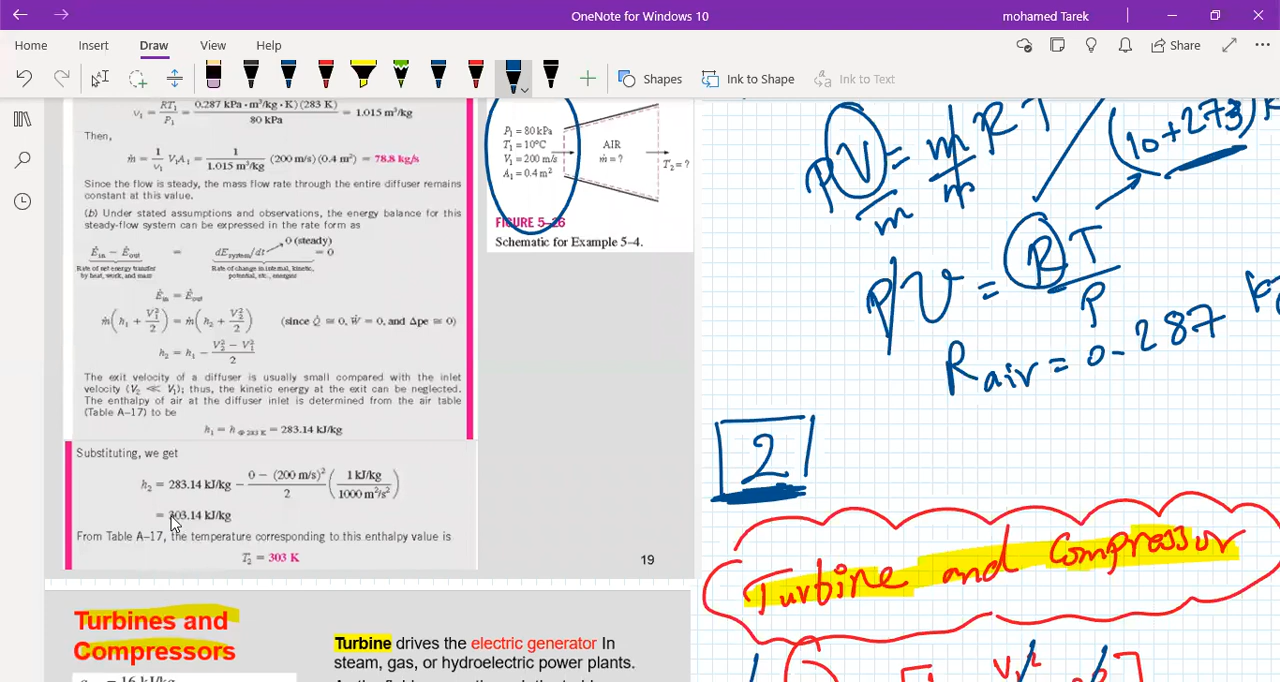 OneNote for Windows 10
mohamed Tarek
Home Insert Draw View Help
Share
Shapes
Ink to Shape
Ink to Text
v₁ = RT₁/P₁ = 0.287 kPa · m³/kg · K)(283 K)/80 kPa = 1.015 m³/kg
Then,
ṁ = 1/v₁ V₁A₁ = 1/1.015 m³/kg (200 m/s)(0.4 m²) = 78.8 kg/s
Since the flow is steady, the mass flow rate through the entire diffuser remains
constant at this value.
(b) Under stated assumptions and observations, the energy balance for this
steady-flow system can be expressed in the rate form as
Ėin − Ėout = dEsystem/dt = 0
0 (steady)
Rate of net energy transfer
by heat, work, and mass
Rate of change in internal, kinetic,
potential, etc., energies
Ėin = Ėout
ṁ(h₁ + V₁²/2) = ṁ(h₂ + V₂²/2) (since Q̇ ≅ 0, Ẇ = 0, and Δpe ≅ 0)
h₂ = h₁ − V₂² − V₁²/2
The exit velocity of a diffuser is usually small compared with the inlet
velocity (V₂ ≪ V₁); thus, the kinetic energy at the exit can be neglected.
The enthalpy of air at the diffuser inlet is determined from the air table
(Table A–17) to be
h₁ = h @ 283 K = 283.14 kJ/kg
Substituting, we get
h₂ = 283.14 kJ/kg − 0 − (200 m/s)²/2 (1 kJ/kg/1000 m²/s²)
= 303.14 kJ/kg
From Table A–17, the temperature corresponding to this enthalpy value is
T₂ = 303 K
P₁ = 80 kPa
T₁ = 10°C
V₁ = 200 m/s
A₁ = 0.4 m²
AIR
ṁ = ?
T₂ = ?
FIGURE 5–26
Schematic for Example 5–4.
19
Turbines and
Compressors
Turbine drives the electric generator In
steam, gas, or hydroelectric power plants.
PV/m = m/m RT
(10+273)
PV = RT/P
Rair = 0-287
2
Turbine and Compressor